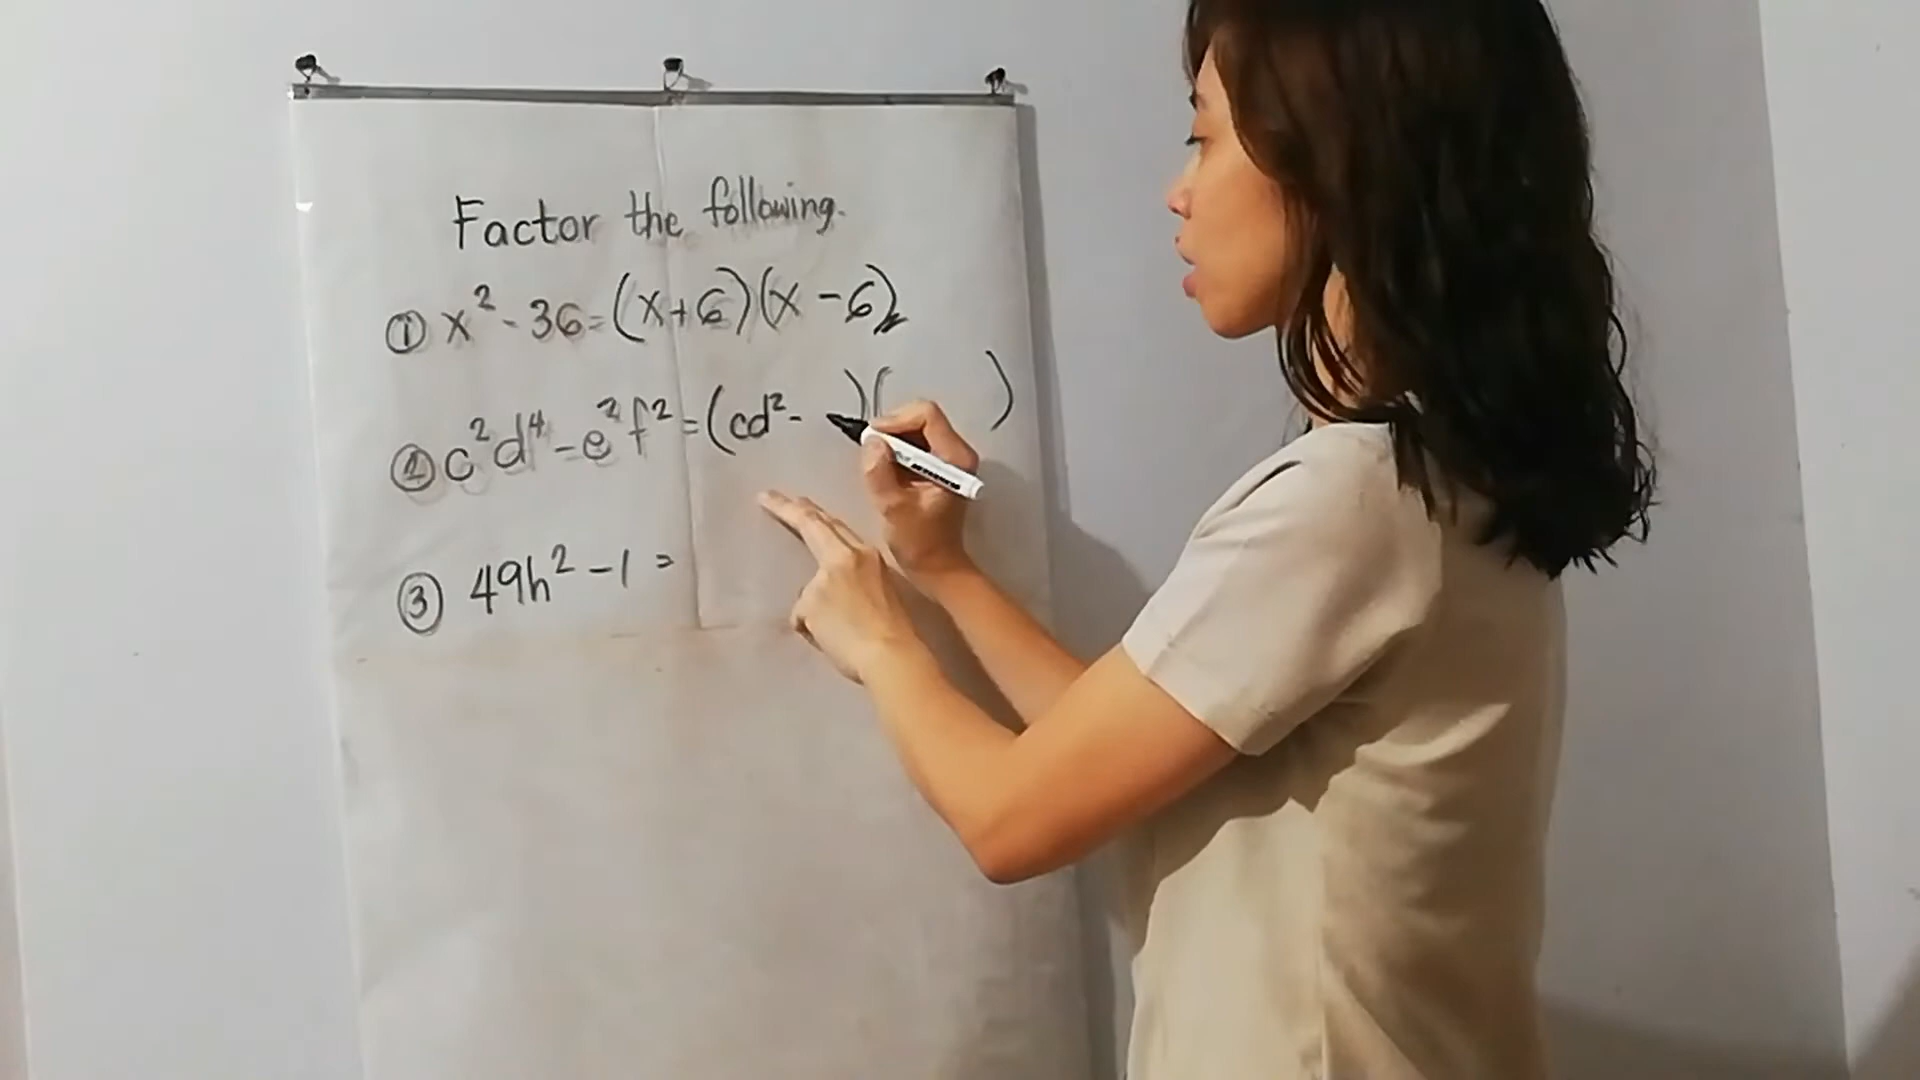 Factor the following.
① x² - 36 = (x+6)(x-6)
② c²d⁴ - e²f² = (cd² -    )(    )
③ 49h² - 1 =